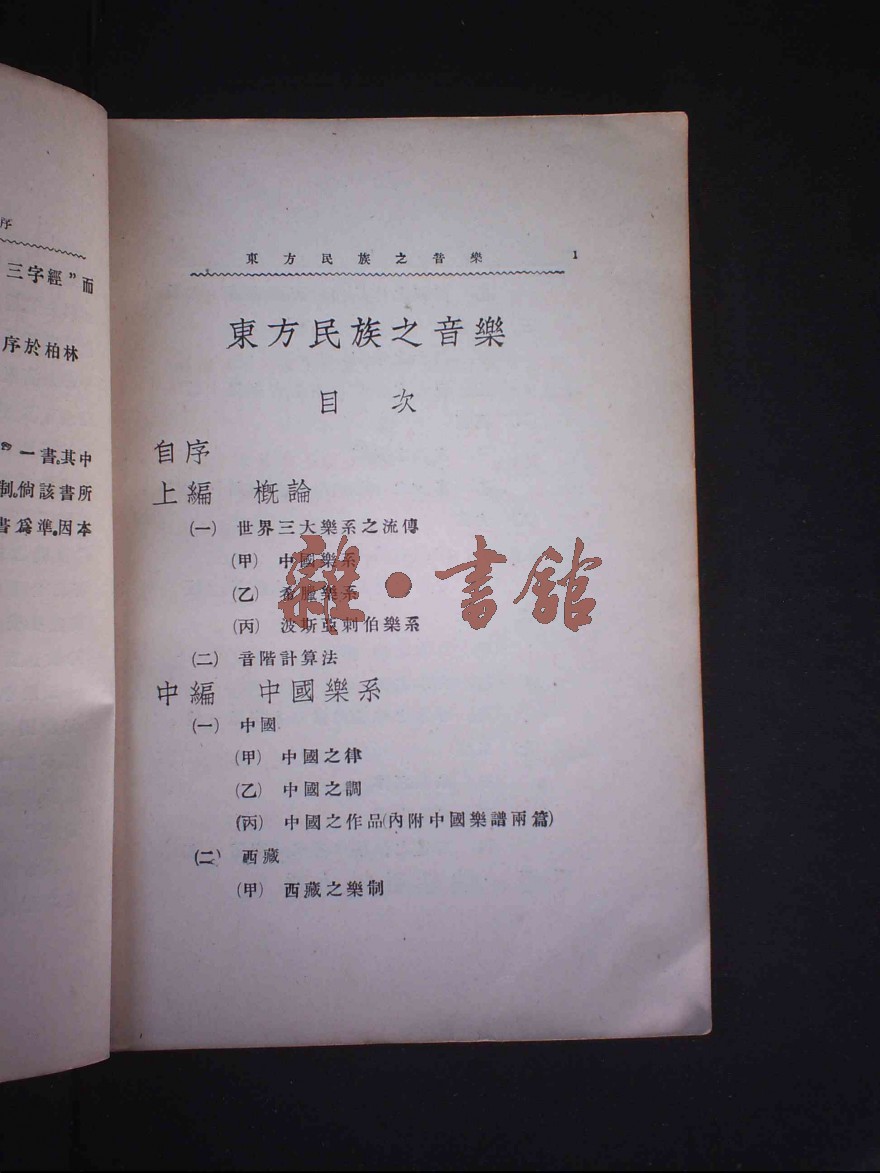 序
三字經”而
序於柏林
一書。其中
制。倘該書所
書爲準。因本
東方民族之音樂 1
東方民族之音樂
目次
自序
上編 概論
(一) 世界三大樂系之流傳
(甲) 中國樂系
(乙) 希臘樂系
(丙) 波斯亞剌伯樂系
(二) 音階計算法
中編 中國樂系
(一) 中國
(甲) 中國之律
(乙) 中國之調
(丙) 中國之作品(內附中國樂譜兩篇)
(二) 西藏
(甲) 西藏之樂制
雜·書館